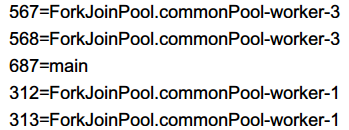 567=ForkJoinPool.commonPool-worker-3
568=ForkJoinPool.commonPool-worker-3
687=main
312=ForkJoinPool.commonPool-worker-1
313=ForkJoinPool.commonPool-worker-1